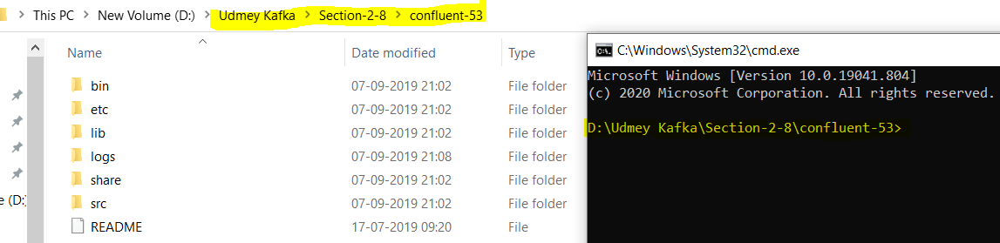 This PC > New Volume (D:) > Udmey Kafka > Section-2-8 > confluent-53
Name Date modified Type
bin 07-09-2019 21:02 File folder
etc 07-09-2019 21:02 File folder
lib 07-09-2019 21:02 File folder
logs 07-09-2019 21:08 File folder
share 07-09-2019 21:02 File folder
src 07-09-2019 21:02 File folder
README 17-07-2019 09:20 File
e (D:)
C:\Windows\System32\cmd.exe
Microsoft Windows [Version 10.0.19041.804]
(c) 2020 Microsoft Corporation. All rights reserved.
D:\Udmey Kafka\Section-2-8\confluent-53>